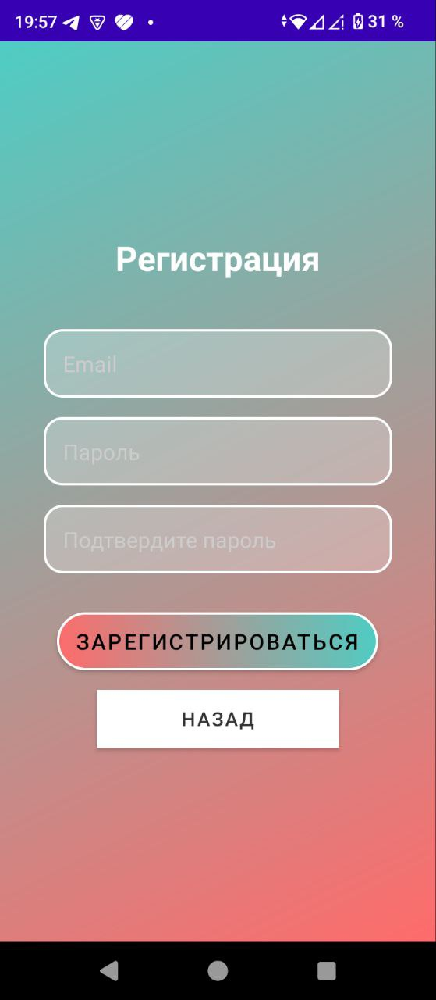 19:57 31 %
Регистрация
Email
Пароль
Подтвердите пароль
ЗАРЕГИСТРИРОВАТЬСЯ
НАЗАД